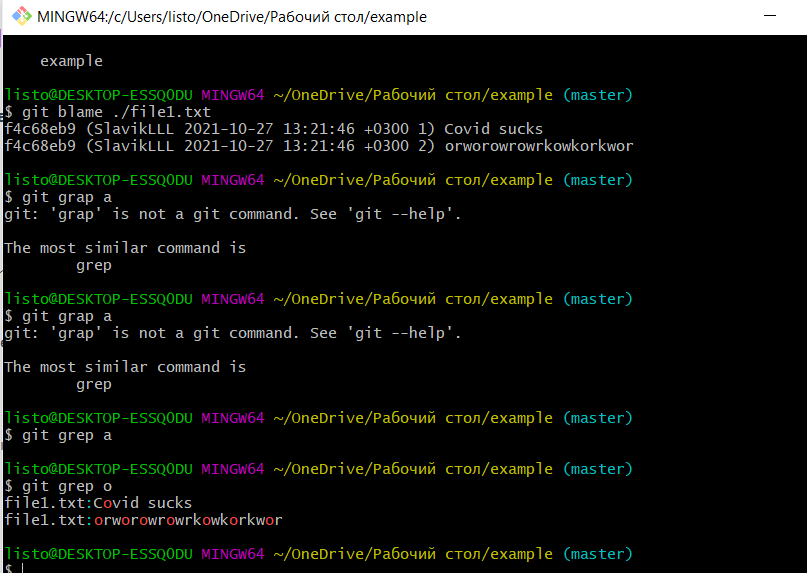 MINGW64:/c/Users/listo/OneDrive/Рабочий стол/example
example
listo@DESKTOP-ESSQ0DU MINGW64 ~/OneDrive/Рабочий стол/example (master)
$ git blame ./file1.txt
f4c68eb9 (SlavikLLL 2021-10-27 13:21:46 +0300 1) Covid sucks
f4c68eb9 (SlavikLLL 2021-10-27 13:21:46 +0300 2) orworowrowrkowkorkwor
listo@DESKTOP-ESSQ0DU MINGW64 ~/OneDrive/Рабочий стол/example (master)
$ git grap a
git: 'grap' is not a git command. See 'git --help'.
The most similar command is
grep
listo@DESKTOP-ESSQ0DU MINGW64 ~/OneDrive/Рабочий стол/example (master)
$ git grap a
git: 'grap' is not a git command. See 'git --help'.
The most similar command is
grep
listo@DESKTOP-ESSQ0DU MINGW64 ~/OneDrive/Рабочий стол/example (master)
$ git grep a
listo@DESKTOP-ESSQ0DU MINGW64 ~/OneDrive/Рабочий стол/example (master)
$ git grep o
file1.txt:Covid sucks
file1.txt:orworowrowrkowkorkwor
listo@DESKTOP-ESSQ0DU MINGW64 ~/OneDrive/Рабочий стол/example (master)
$